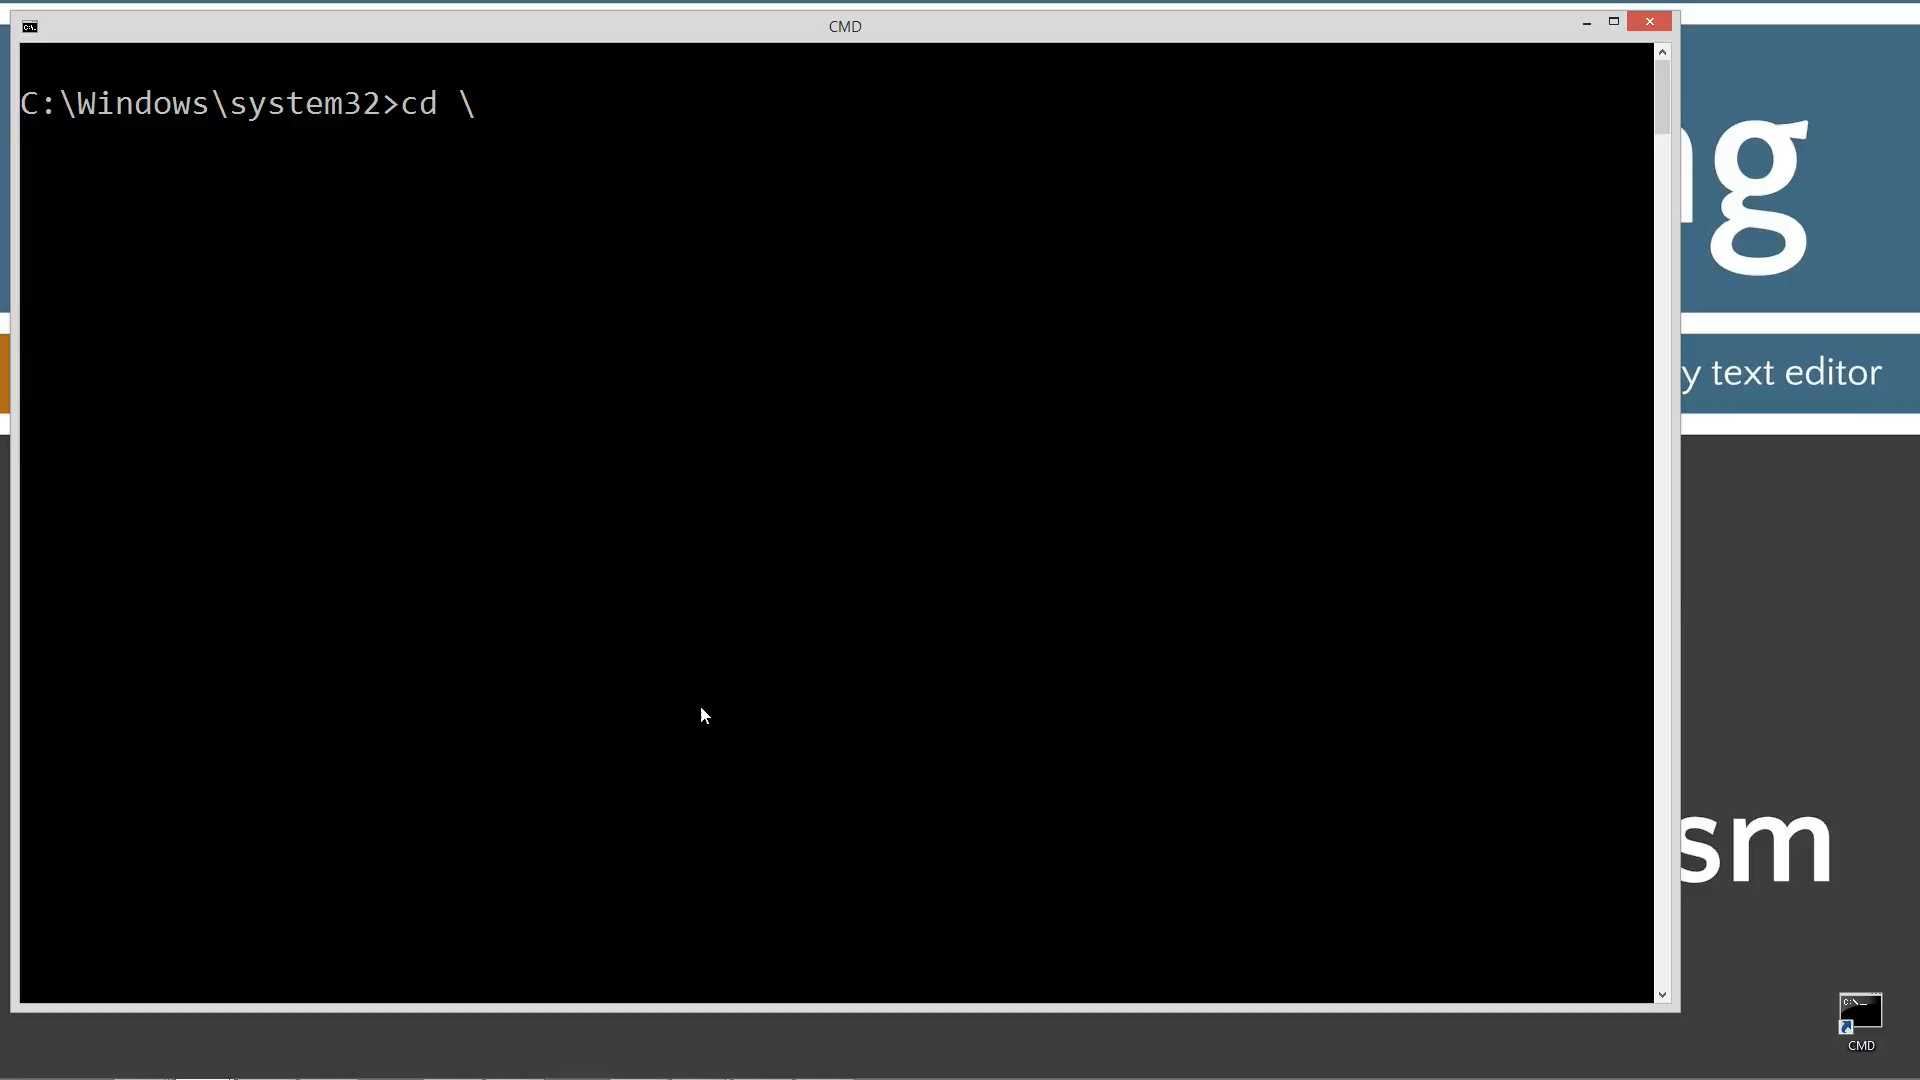 CMD
C:\Windows\system32>cd \
g
y text editor
sm
CMD